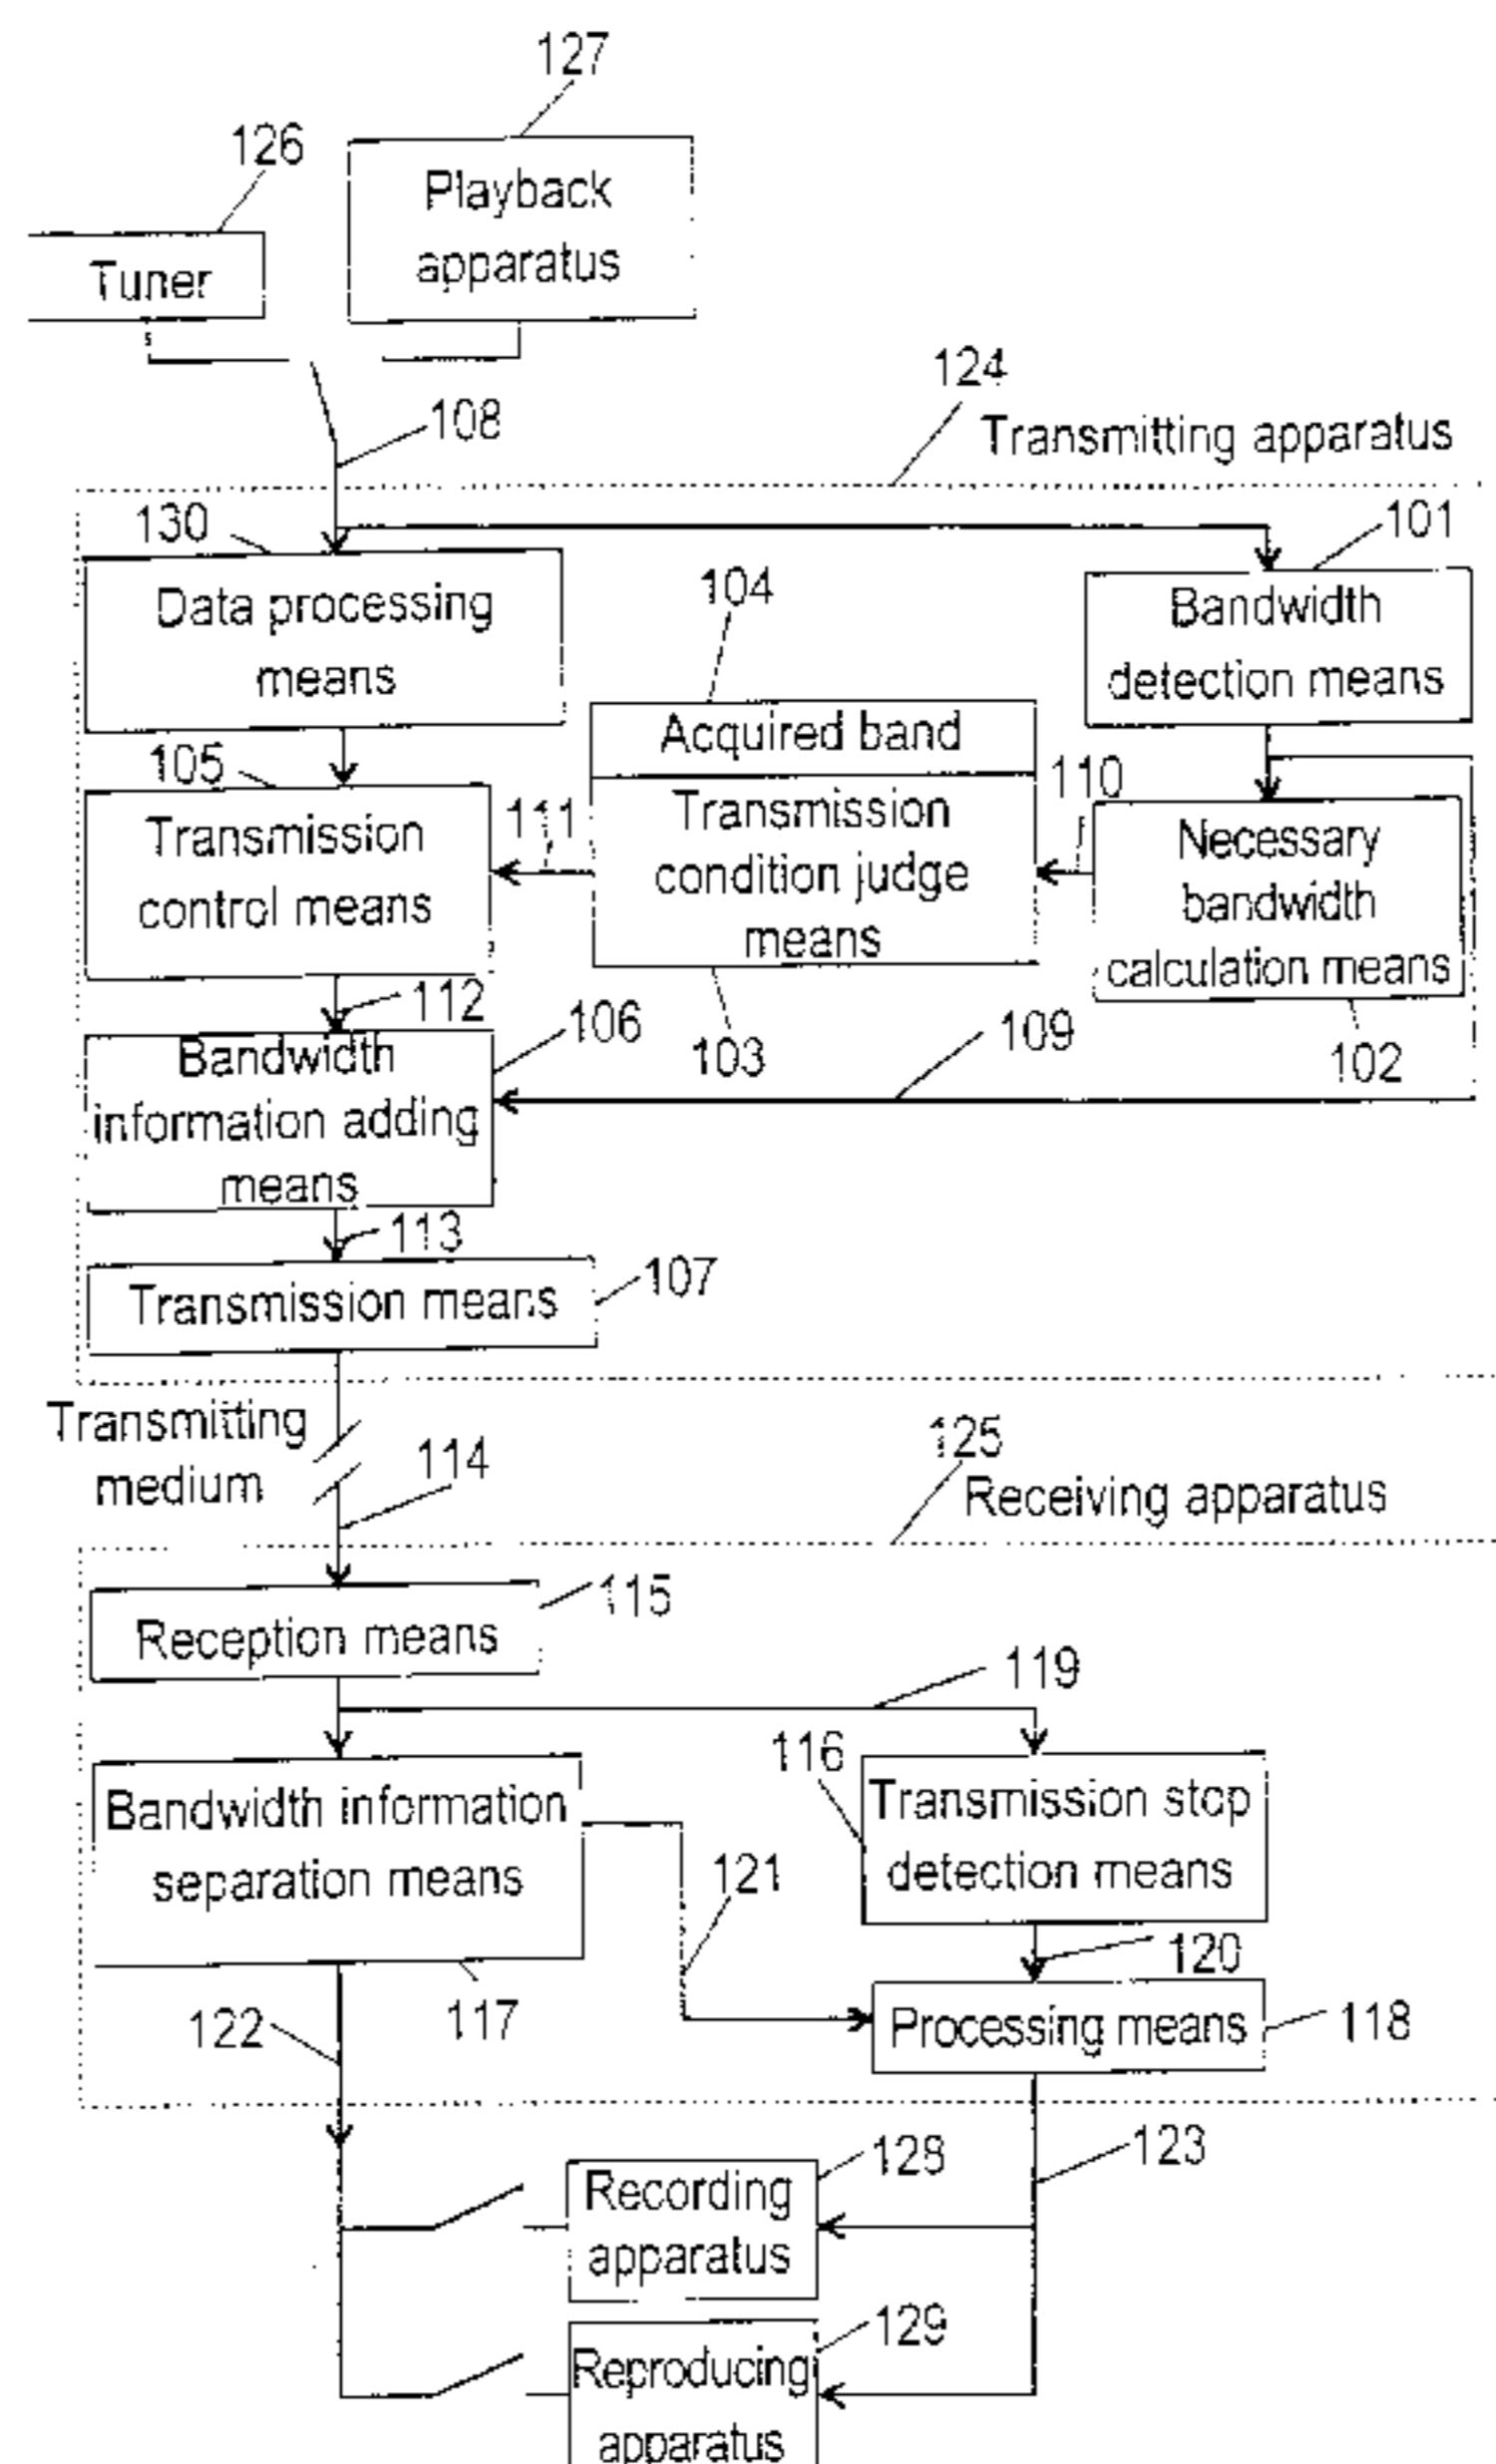 127
126
Playback
apparatus
Tuner
124
108
Transmitting apparatus
130
101
104
Data processing
means
Bandwidth
detection means
Acquired band
105
110
111
Transmission
control means
Transmission
condition judge
means
Necessary
bandwidth
calculation means
112
106
103
109
102
Bandwidth
information adding
means
113
107
Transmission means
Transmitting
medium
114
125
Receiving apparatus
115
Reception means
119
116
Bandwidth information
separation means
Transmission stop
detection means
121
120
122
117
Processing means
118
128
123
Recording
apparatus
129
Reproducing
apparatus